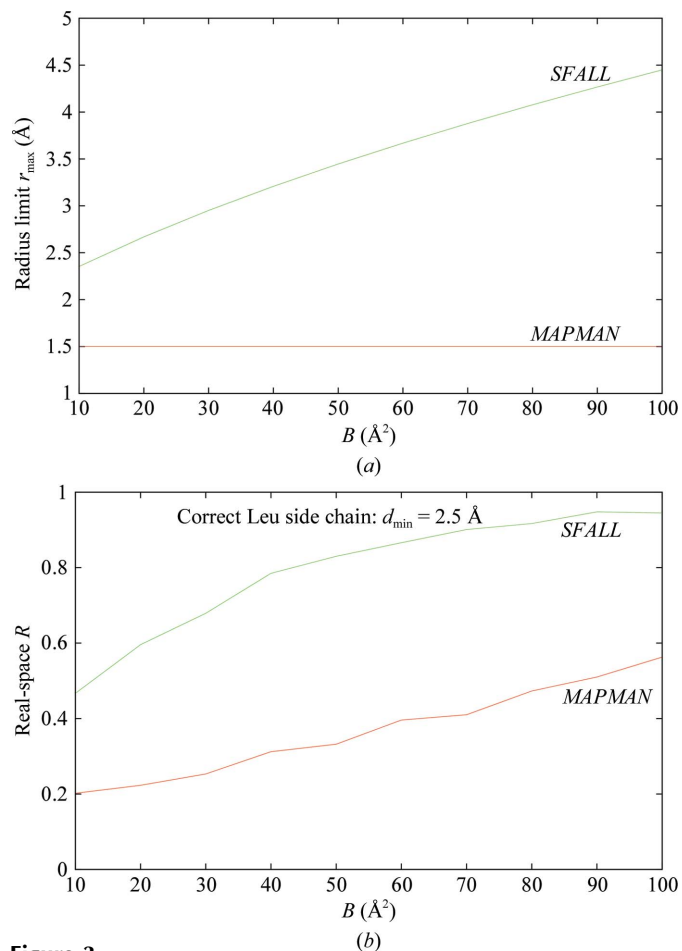 5
4.5
4
3.5
3
2.5
2
1.5
1
Radius limit r_max (Å)
SFALL
MAPMAN
10 20 30 40 50 60 70 80 90 100
B (Å²)
(a)
1
0.8
0.6
0.4
0.2
0
Real-space R
Correct Leu side chain: d_min = 2.5 Å
SFALL
MAPMAN
10 20 30 40 50 60 70 80 90 100
B (Å²)
(b)